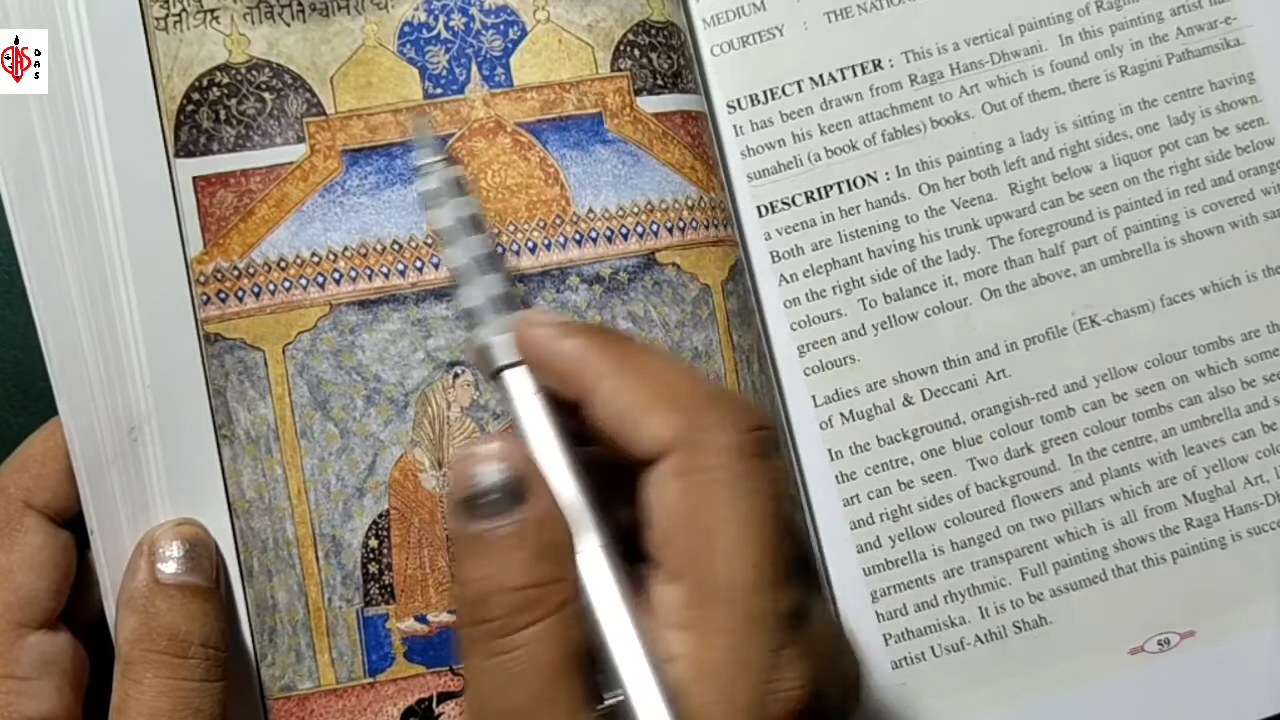 MEDIUM :
COURTESY : THE NATION
SUBJECT MATTER : This is a vertical painting of Ragin
It has been drawn from Raga Hans-Dhwani. In this painting artist ha
shown his keen attachment to Art which is found only in the Anwar-e-
sunaheli (a book of fables) books. Out of them, there is Ragini Pathamsika.
DESCRIPTION : In this painting a lady is sitting in the centre having
a veena in her hands. On her both left and right sides, one lady is shown.
Both are listening to the Veena. Right below a liquor pot can be seen.
An elephant having his trunk upward can be seen on the right side below
on the right side of the lady. The foreground is painted in red and orange
colours. To balance it, more than half part of painting is covered wi
green and yellow colour. On the above, an umbrella is shown with sa
colours.
Ladies are shown thin and in profile (EK-chasm) faces which is the
of Mughal & Deccani Art.
In the background, orangish-red and yellow colour tombs are th
the centre, one blue colour tomb can be seen on which some
art can be seen. Two dark green colour tombs can also be see
and right sides of background. In the centre, an umbrella and s
and yellow coloured flowers and plants with leaves can be
umbrella is hanged on two pillars which are of yellow colo
garments are transparent which is all from Mughal Art,
hard and rhythmic. Full painting shows the Raga Hans-Dh
Pathamiska. It is to be assumed that this painting is succ
artist Usuf-Athil Shah.
59